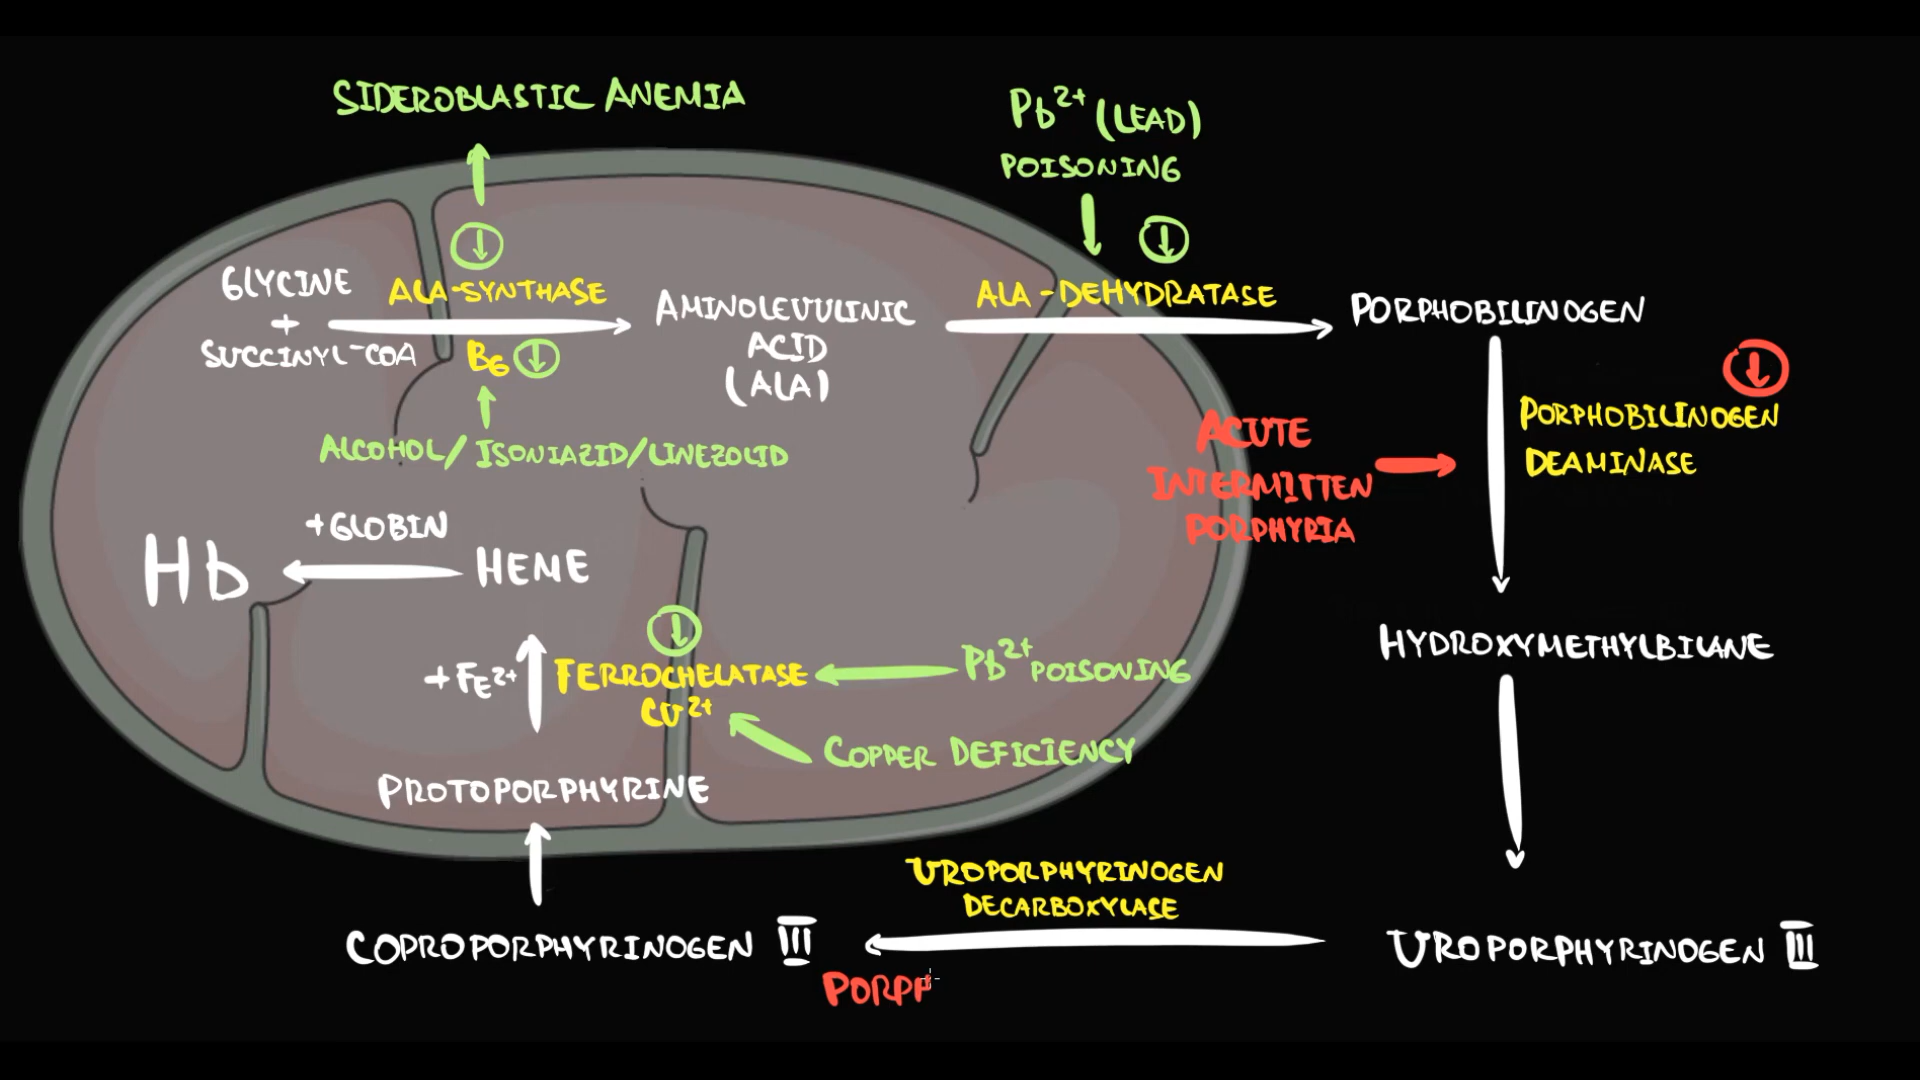 SIDEROBLASTIC ANEMIA
Pb2+ (LEAD)
POISONING
GLYCINE
+
SUCCINYL-COA
ALA-SYNTHASE
B6
AMINOLEVULINIC
ACID
(ALA)
ALA-DEHYDRATASE
PORPHOBILINOGEN
ALCOHOL/ISONIAZID/LINEZOLID
ACUTE
INTERMITTEN
PORPHYRIA
PORPHOBILINOGEN
DEAMINASE
Hb
+GLOBIN
HEME
+Fe2+
FERROCHELATASE
CU2+
Pb2+ POISONING
COPPER DEFICIENCY
HYDROXYMETHYLBILANE
PROTOPORPHYRINE
UROPORPHYRINOGEN
DECARBOXYLASE
COPROPORPHYRINOGEN III
UROPORPHYRINOGEN III
PORPH